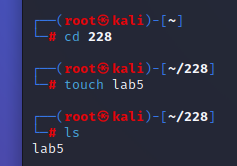 ┌──(root㉿kali)-[~]
└─# cd 228
┌──(root㉿kali)-[~/228]
└─# touch lab5
┌──(root㉿kali)-[~/228]
└─# ls
lab5